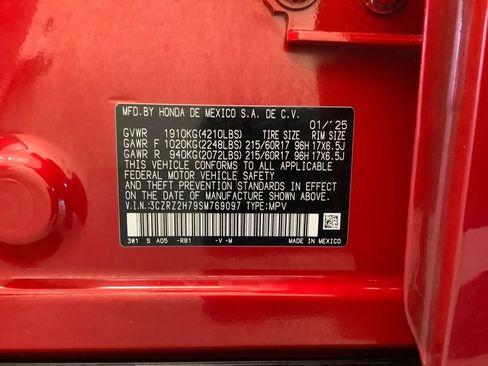 MFD.BY HONDA DE MEXICO S.A. DE C.V.
01/'25
GVWR 1910KG(4210LBS) TIRE SIZE RIM SIZE
GAWR F 1020KG(2248LBS) 215/60R17 96H 17X6.5J
GAWR R 940KG(2072LBS) 215/60R17 96H 17X6.5J
THIS VEHICLE CONFORMS TO ALL APPLICABLE
FEDERAL MOTOR VEHICLE SAFETY AND
THEFT PREVENTION STANDARDS IN EFFECT
ON THE DATE OF MANUFACTURE SHOWN ABOVE.
V.I.N.:3CZRZ2H79SM769097 TYPE:MPV
3W1 S A05 -R81 -V -M MADE IN MEXICO